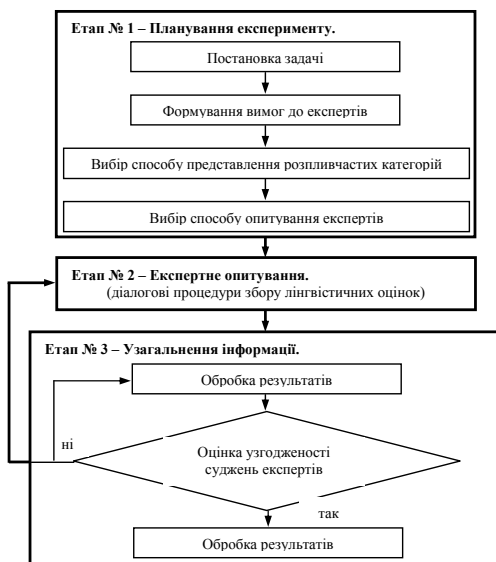 Етап № 1 – Планування експерименту.
Постановка задачі
Формування вимог до експертів
Вибір способу представлення розпливчастих категорій
Вибір способу опитування експертів
Етап № 2 – Експертне опитування.
(діалогові процедури збору лінгвістичних оцінок)
Етап № 3 – Узагальнення інформації.
Обробка результатів
ні
Оцінка узгодженості
суджень експертів
так
Обробка результатів